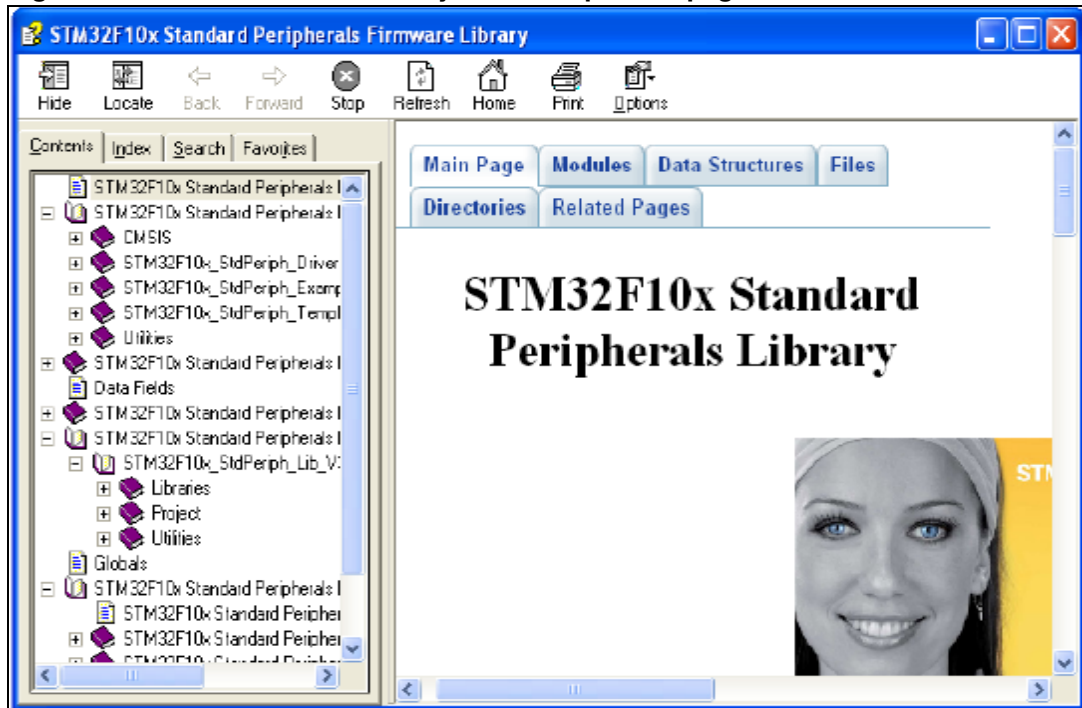 STM32F10x Standard Peripherals Firmware Library
Hide Locate Back Forward Stop Refresh Home Print Options
Contents Index Search Favorites
STM32F10x Standard Peripherals
STM32F10x Standard Peripherals
CMSIS
STM32F10x_StdPeriph_Driver
STM32F10x_StdPeriph_Examp
STM32F10x_StdPeriph_Templ
Utilities
STM32F10x Standard Peripherals
Data Fields
STM32F10x Standard Peripherals
STM32F10x Standard Peripherals
STM32F10x_StdPeriph_Lib_V
Libraries
Project
Utilities
Globals
STM32F10x Standard Peripherals
STM32F10x Standard Peripher
STM32F10x Standard Peripher
Main Page Modules Data Structures Files
Directories Related Pages
STM32F10x Standard
Peripherals Library
STM